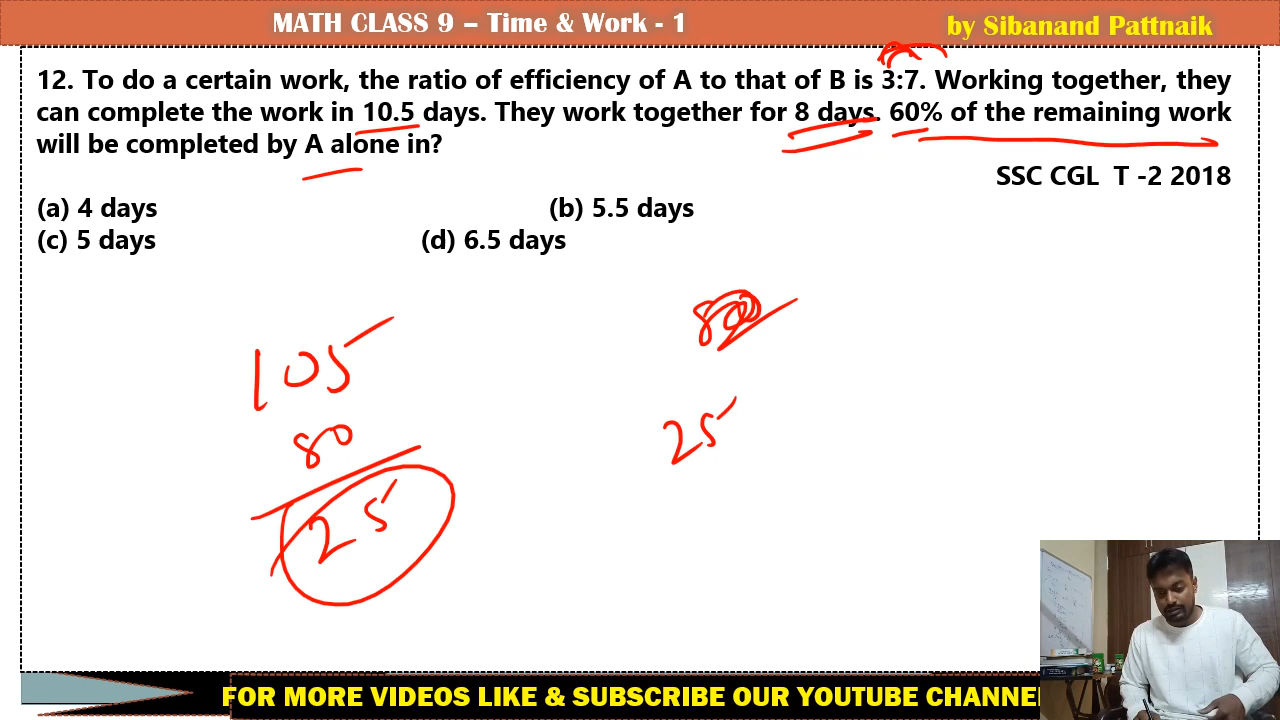 MATH CLASS 9 – Time & Work - 1
by Sibanand Pattnaik
12. To do a certain work, the ratio of efficiency of A to that of B is 3:7. Working together, they
can complete the work in 10.5 days. They work together for 8 days. 60% of the remaining work
will be completed by A alone in?
SSC CGL T -2 2018
(a) 4 days (b) 5.5 days
(c) 5 days (d) 6.5 days
105
80
25
25
FOR MORE VIDEOS LIKE & SUBSCRIBE OUR YOUTUBE CHANNEL